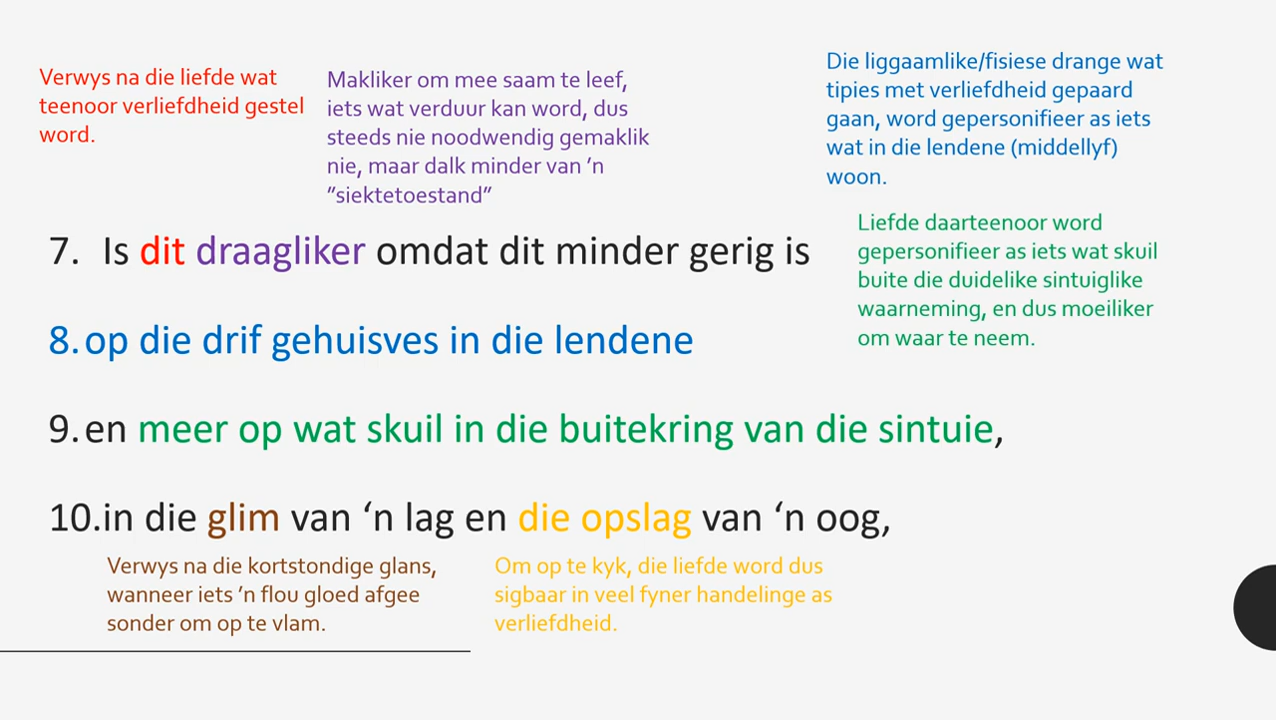 Verwys na die liefde wat
teenoor verliefdheid gestel
word.
Makliker om mee saam te leef,
iets wat verduur kan word, dus
steeds nie noodwendig gemaklik
nie, maar dalk minder van ’n
”siektetoestand”
Die liggaamlike/fisiese drange wat
tipies met verliefdheid gepaard
gaan, word gepersonifieer as iets
wat in die lendene (middellyf)
woon.
Liefde daarteenoor word
gepersonifieer as iets wat skuil
buite die duidelike sintuiglike
waarneming, en dus moeiliker
om waar te neem.
7. Is dit draagliker omdat dit minder gerig is
8. op die drif gehuisves in die lendene
9. en meer op wat skuil in die buitekring van die sintuie,
10. in die glim van ‘n lag en die opslag van ‘n oog,
Verwys na die kortstondige glans,
wanneer iets ’n flou gloed afgee
sonder om op te vlam.
Om op te kyk, die liefde word dus
sigbaar in veel fyner handelinge as
verliefdheid.